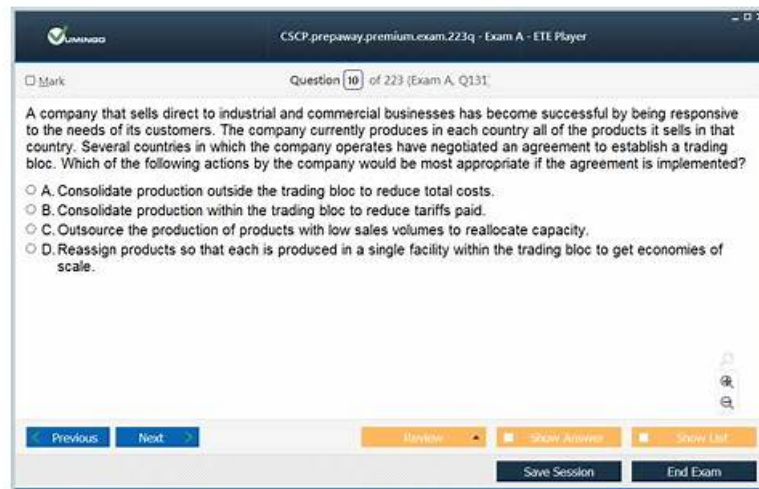 VUMINGO
CSCP.prepaway.premium.exam.223q - Exam A - ETE Player
Mark
Question 10 of 223 (Exam A, Q131)
A company that sells direct to industrial and commercial businesses has become successful by being responsive
to the needs of its customers. The company currently produces in each country all of the products it sells in that
country. Several countries in which the company operates have negotiated an agreement to establish a trading
bloc. Which of the following actions by the company would be most appropriate if the agreement is implemented?
A. Consolidate production outside the trading bloc to reduce total costs.
B. Consolidate production within the trading bloc to reduce tariffs paid.
C. Outsource the production of products with low sales volumes to reallocate capacity.
D. Reassign products so that each is produced in a single facility within the trading bloc to get economies of
scale.
Previous Next Review Show Answer Show List
Save Session End Exam